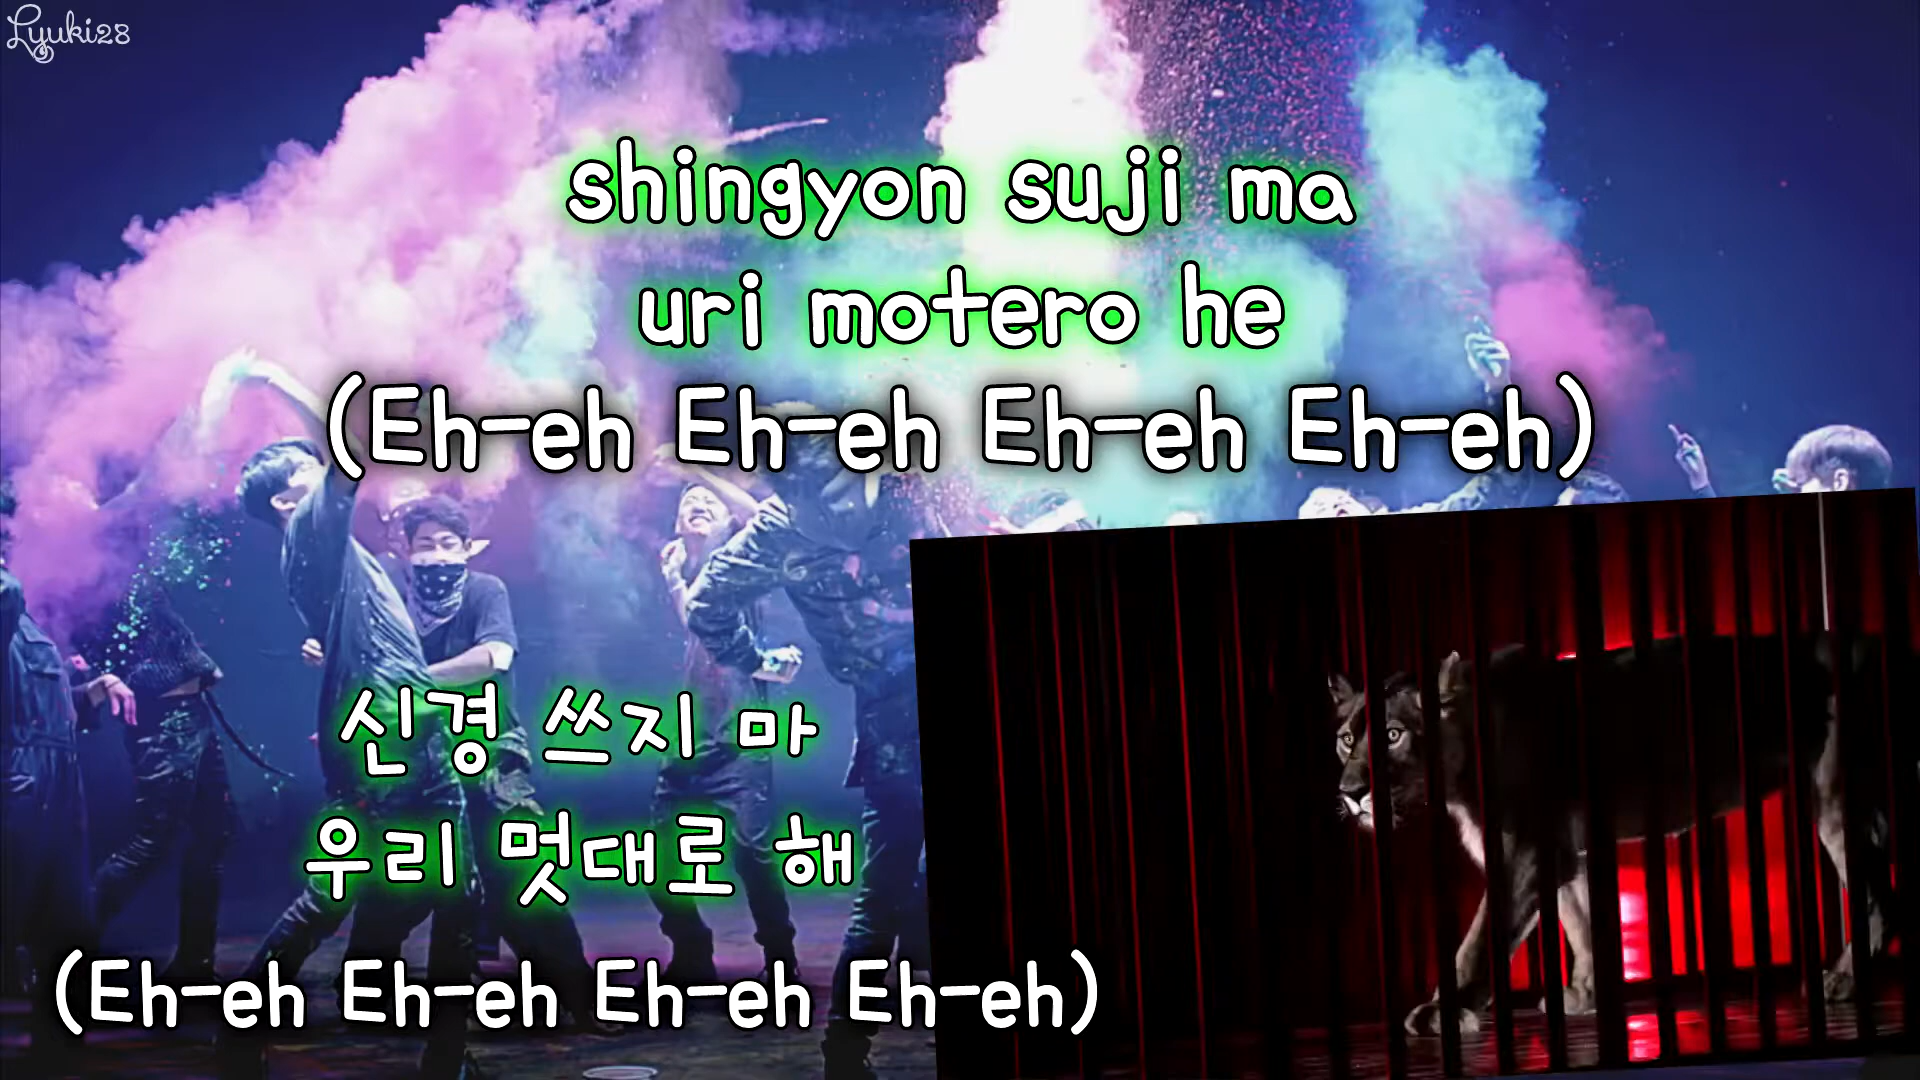 Lyuki28
shingyon suji ma
uri motero he
(Eh-eh Eh-eh Eh-eh Eh-eh)
신경 쓰지 마
우리 멋대로 해
(Eh-eh Eh-eh Eh-eh Eh-eh)